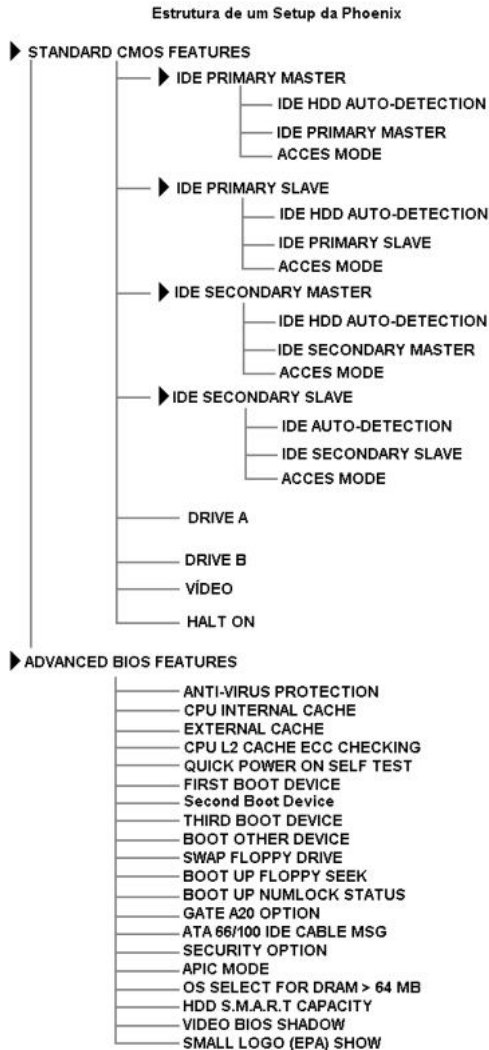 Estrutura de um Setup da Phoenix
STANDARD CMOS FEATURES
IDE PRIMARY MASTER
IDE HDD AUTO-DETECTION
IDE PRIMARY MASTER
ACCES MODE
IDE PRIMARY SLAVE
IDE HDD AUTO-DETECTION
IDE PRIMARY SLAVE
ACCES MODE
IDE SECONDARY MASTER
IDE HDD AUTO-DETECTION
IDE SECONDARY MASTER
ACCES MODE
IDE SECONDARY SLAVE
IDE AUTO-DETECTION
IDE SECONDARY SLAVE
ACCES MODE
DRIVE A
DRIVE B
VÍDEO
HALT ON
ADVANCED BIOS FEATURES
ANTI-VIRUS PROTECTION
CPU INTERNAL CACHE
EXTERNAL CACHE
CPU L2 CACHE ECC CHECKING
QUICK POWER ON SELF TEST
FIRST BOOT DEVICE
Second Boot Device
THIRD BOOT DEVICE
BOOT OTHER DEVICE
SWAP FLOPPY DRIVE
BOOT UP FLOPPY SEEK
BOOT UP NUMLOCK STATUS
GATE A20 OPTION
ATA 66/100 IDE CABLE MSG
SECURITY OPTION
APIC MODE
OS SELECT FOR DRAM > 64 MB
HDD S.M.A.R.T CAPACITY
VIDEO BIOS SHADOW
SMALL LOGO (EPA) SHOW